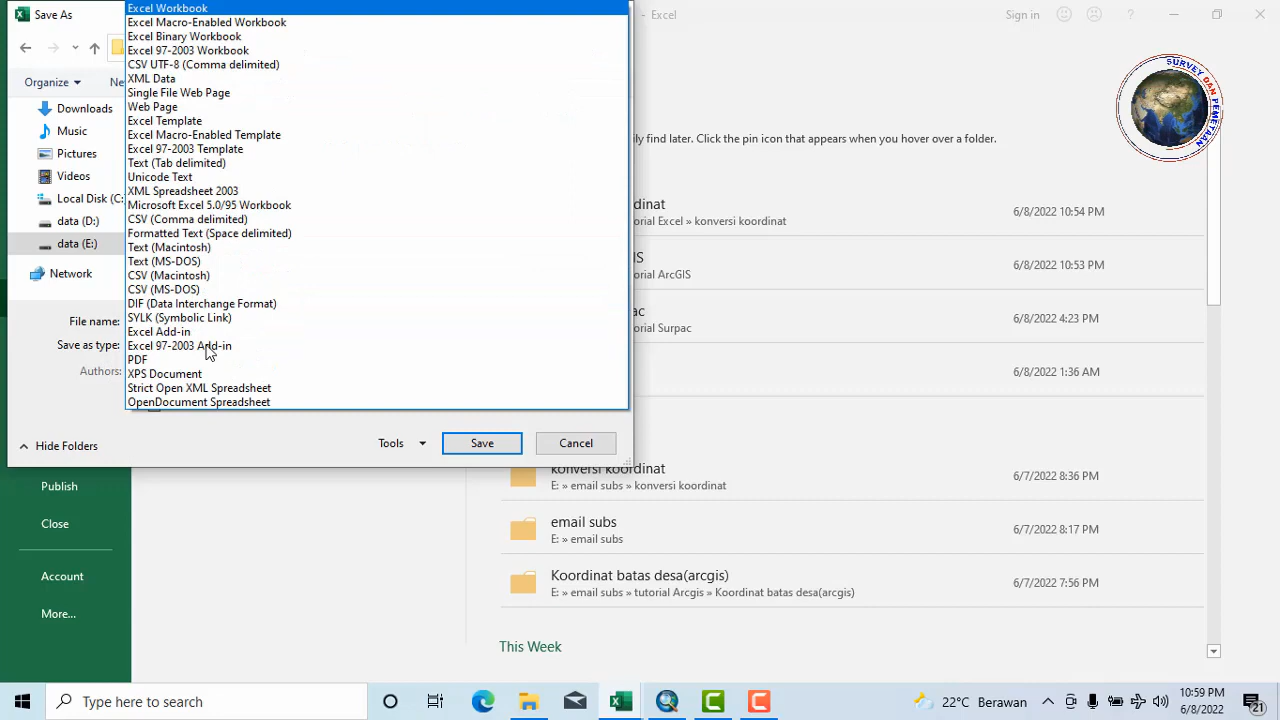 Save As
- Excel
Sign in
Excel Workbook
Excel Macro-Enabled Workbook
Excel Binary Workbook
Excel 97-2003 Workbook
CSV UTF-8 (Comma delimited)
XML Data
Single File Web Page
Web Page
Excel Template
Excel Macro-Enabled Template
Excel 97-2003 Template
Text (Tab delimited)
Unicode Text
XML Spreadsheet 2003
Microsoft Excel 5.0/95 Workbook
CSV (Comma delimited)
Formatted Text (Space delimited)
Text (Macintosh)
Text (MS-DOS)
CSV (Macintosh)
CSV (MS-DOS)
DIF (Data Interchange Format)
SYLK (Symbolic Link)
Excel Add-in
Excel 97-2003 Add-in
PDF
XPS Document
Strict Open XML Spreadsheet
OpenDocument Spreadsheet
Organize
Downloads
Music
Pictures
Videos
Local Disk (C:
data (D:)
data (E:)
Network
File name:
Save as type:
Authors:
Hide Folders
Tools
Save
Cancel
SURVEY DAN PEMETAAN
ily find later. Click the pin icon that appears when you hover over a folder.
dinat
torial Excel » konversi koordinat
6/8/2022 10:54 PM
IS
torial ArcGIS
6/8/2022 10:53 PM
ac
torial Surpac
6/8/2022 4:38 PM
6/8/2022 1:36 AM
konversi koordinat
E: » email subs » konversi koordinat
6/7/2022 8:36 PM
email subs
E: » email subs
6/7/2022 8:17 PM
Koordinat batas desa(arcgis)
E: » email subs » tutorial Arcgis » Koordinat batas desa(arcgis)
6/7/2022 7:56 PM
This Week
Publish
Close
Account
More...
Type here to search
22°C Berawan
10:59 PM
6/8/2022
21